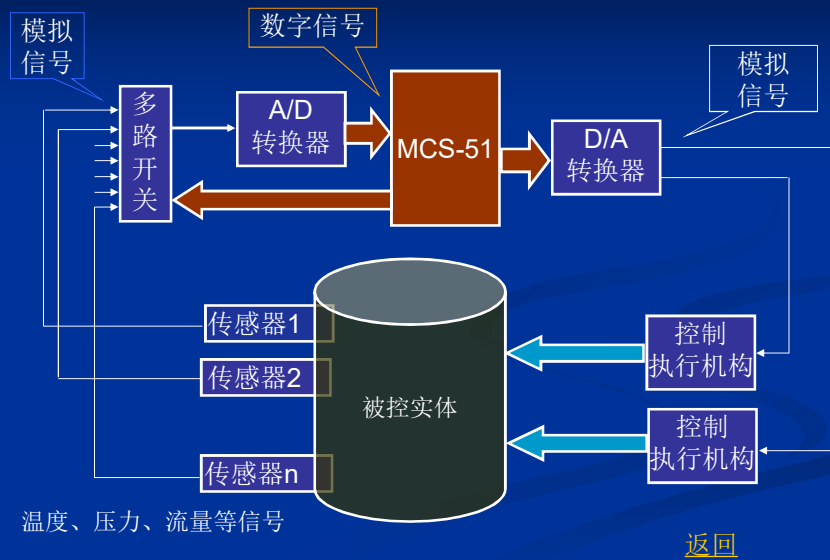 模拟
信号
数字信号
模拟
信号
多
路
开
关
A/D
转换器
MCS-51
D/A
转换器
传感器1
传感器2
传感器n
被控实体
控制
执行机构
控制
执行机构
温度、压力、流量等信号
返回